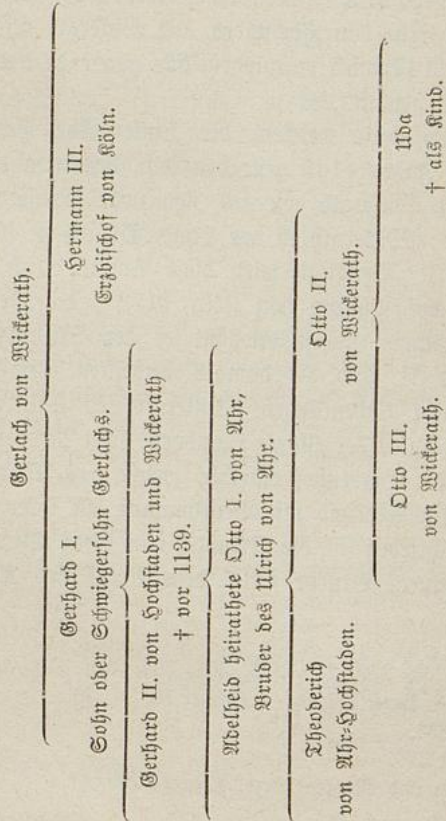 Gerlach von Wickerath.
Gerhard I.
Sohn oder Schwiegersohn Gerlachs.
Hermann III.
Erzbischof von Köln.
Gerhard II. von Hochstaden und Wickerath
† vor 1139.
Adelheid heirathete Otto I. von Ahr,
Bruder des Ulrich von Ahr.
Theoderich
von Ahr-Hochstaden.
Otto II.
von Wickerath.
Otto III.
von Wickerath.
Uda
† als Kind.